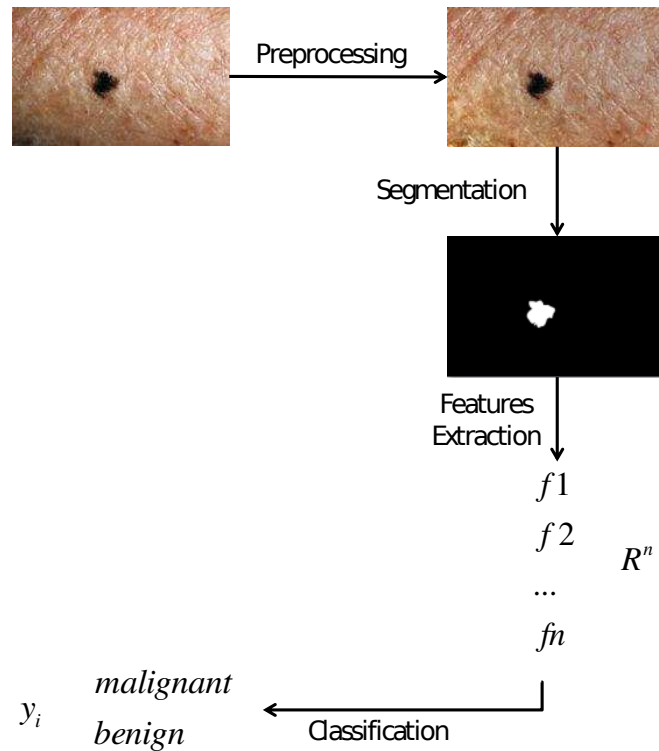 Preprocessing
Segmentation
Features
Extraction
f1
f2
R^n
...
fn
malignant
y_i
benign
Classification